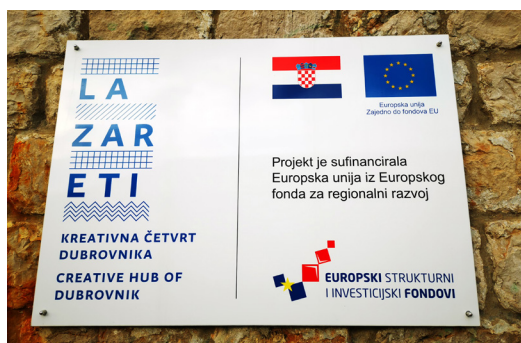 LA
ZAR
ETI
KREATIVNA ČETVRT
DUBROVNIKA
CREATIVE HUB OF
DUBROVNIK
Europska unija
Zajedno do fondova EU
Projekt je sufinancirala
Europska unija iz Europskog
fonda za regionalni razvoj
EUROPSKI STRUKTURNI
I INVESTICIJSKI FONDOVI